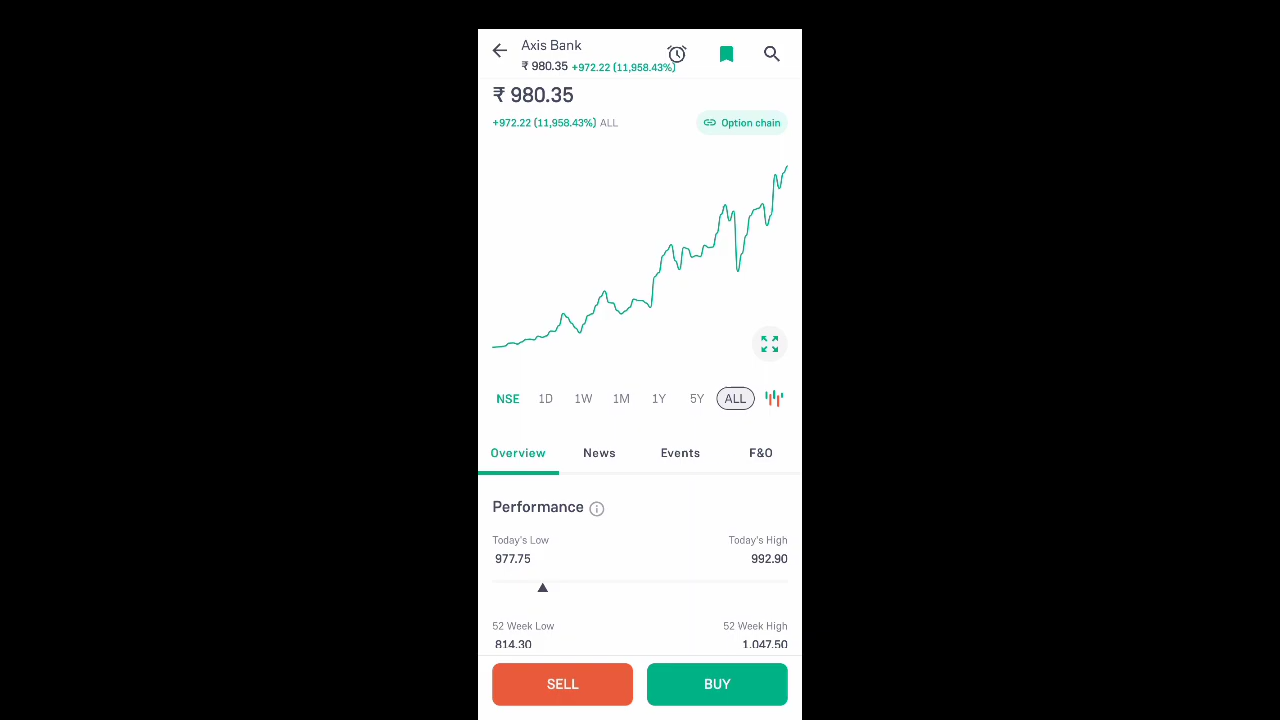 Axis Bank
₹ 980.35 +972.22 (11,958.43%)
₹ 980.35
+972.22 (11,958.43%) ALL
Option chain
NSE 1D 1W 1M 1Y 5Y ALL
Overview News Events F&O
Performance
Today's Low Today's High
977.75 992.90
52 Week Low 52 Week High
814.30 1,047.50
SELL BUY